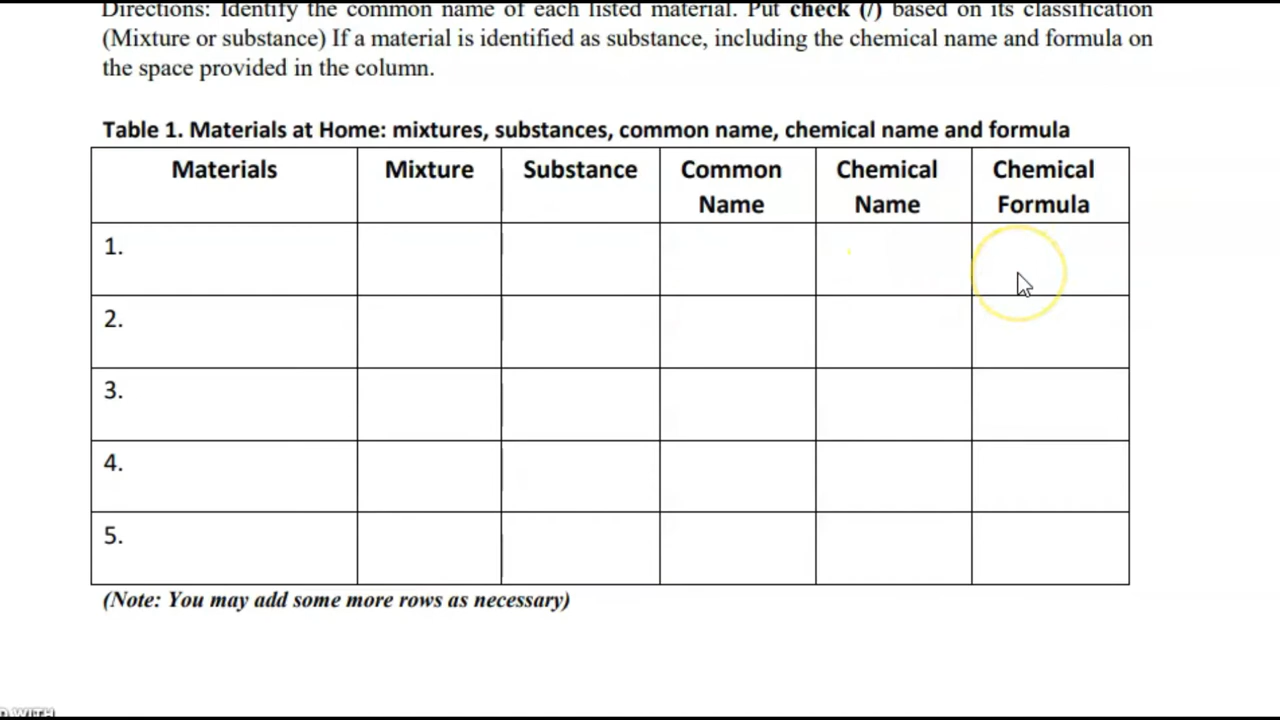 Directions: Identify the common name of each listed material. Put check (/) based on its classification
(Mixture or substance) If a material is identified as substance, including the chemical name and formula on
the space provided in the column.
Table 1. Materials at Home: mixtures, substances, common name, chemical name and formula
Materials Mixture Substance Common Name Chemical Name Chemical Formula
1.
2.
3.
4.
5.
(Note: You may add some more rows as necessary)
WITH